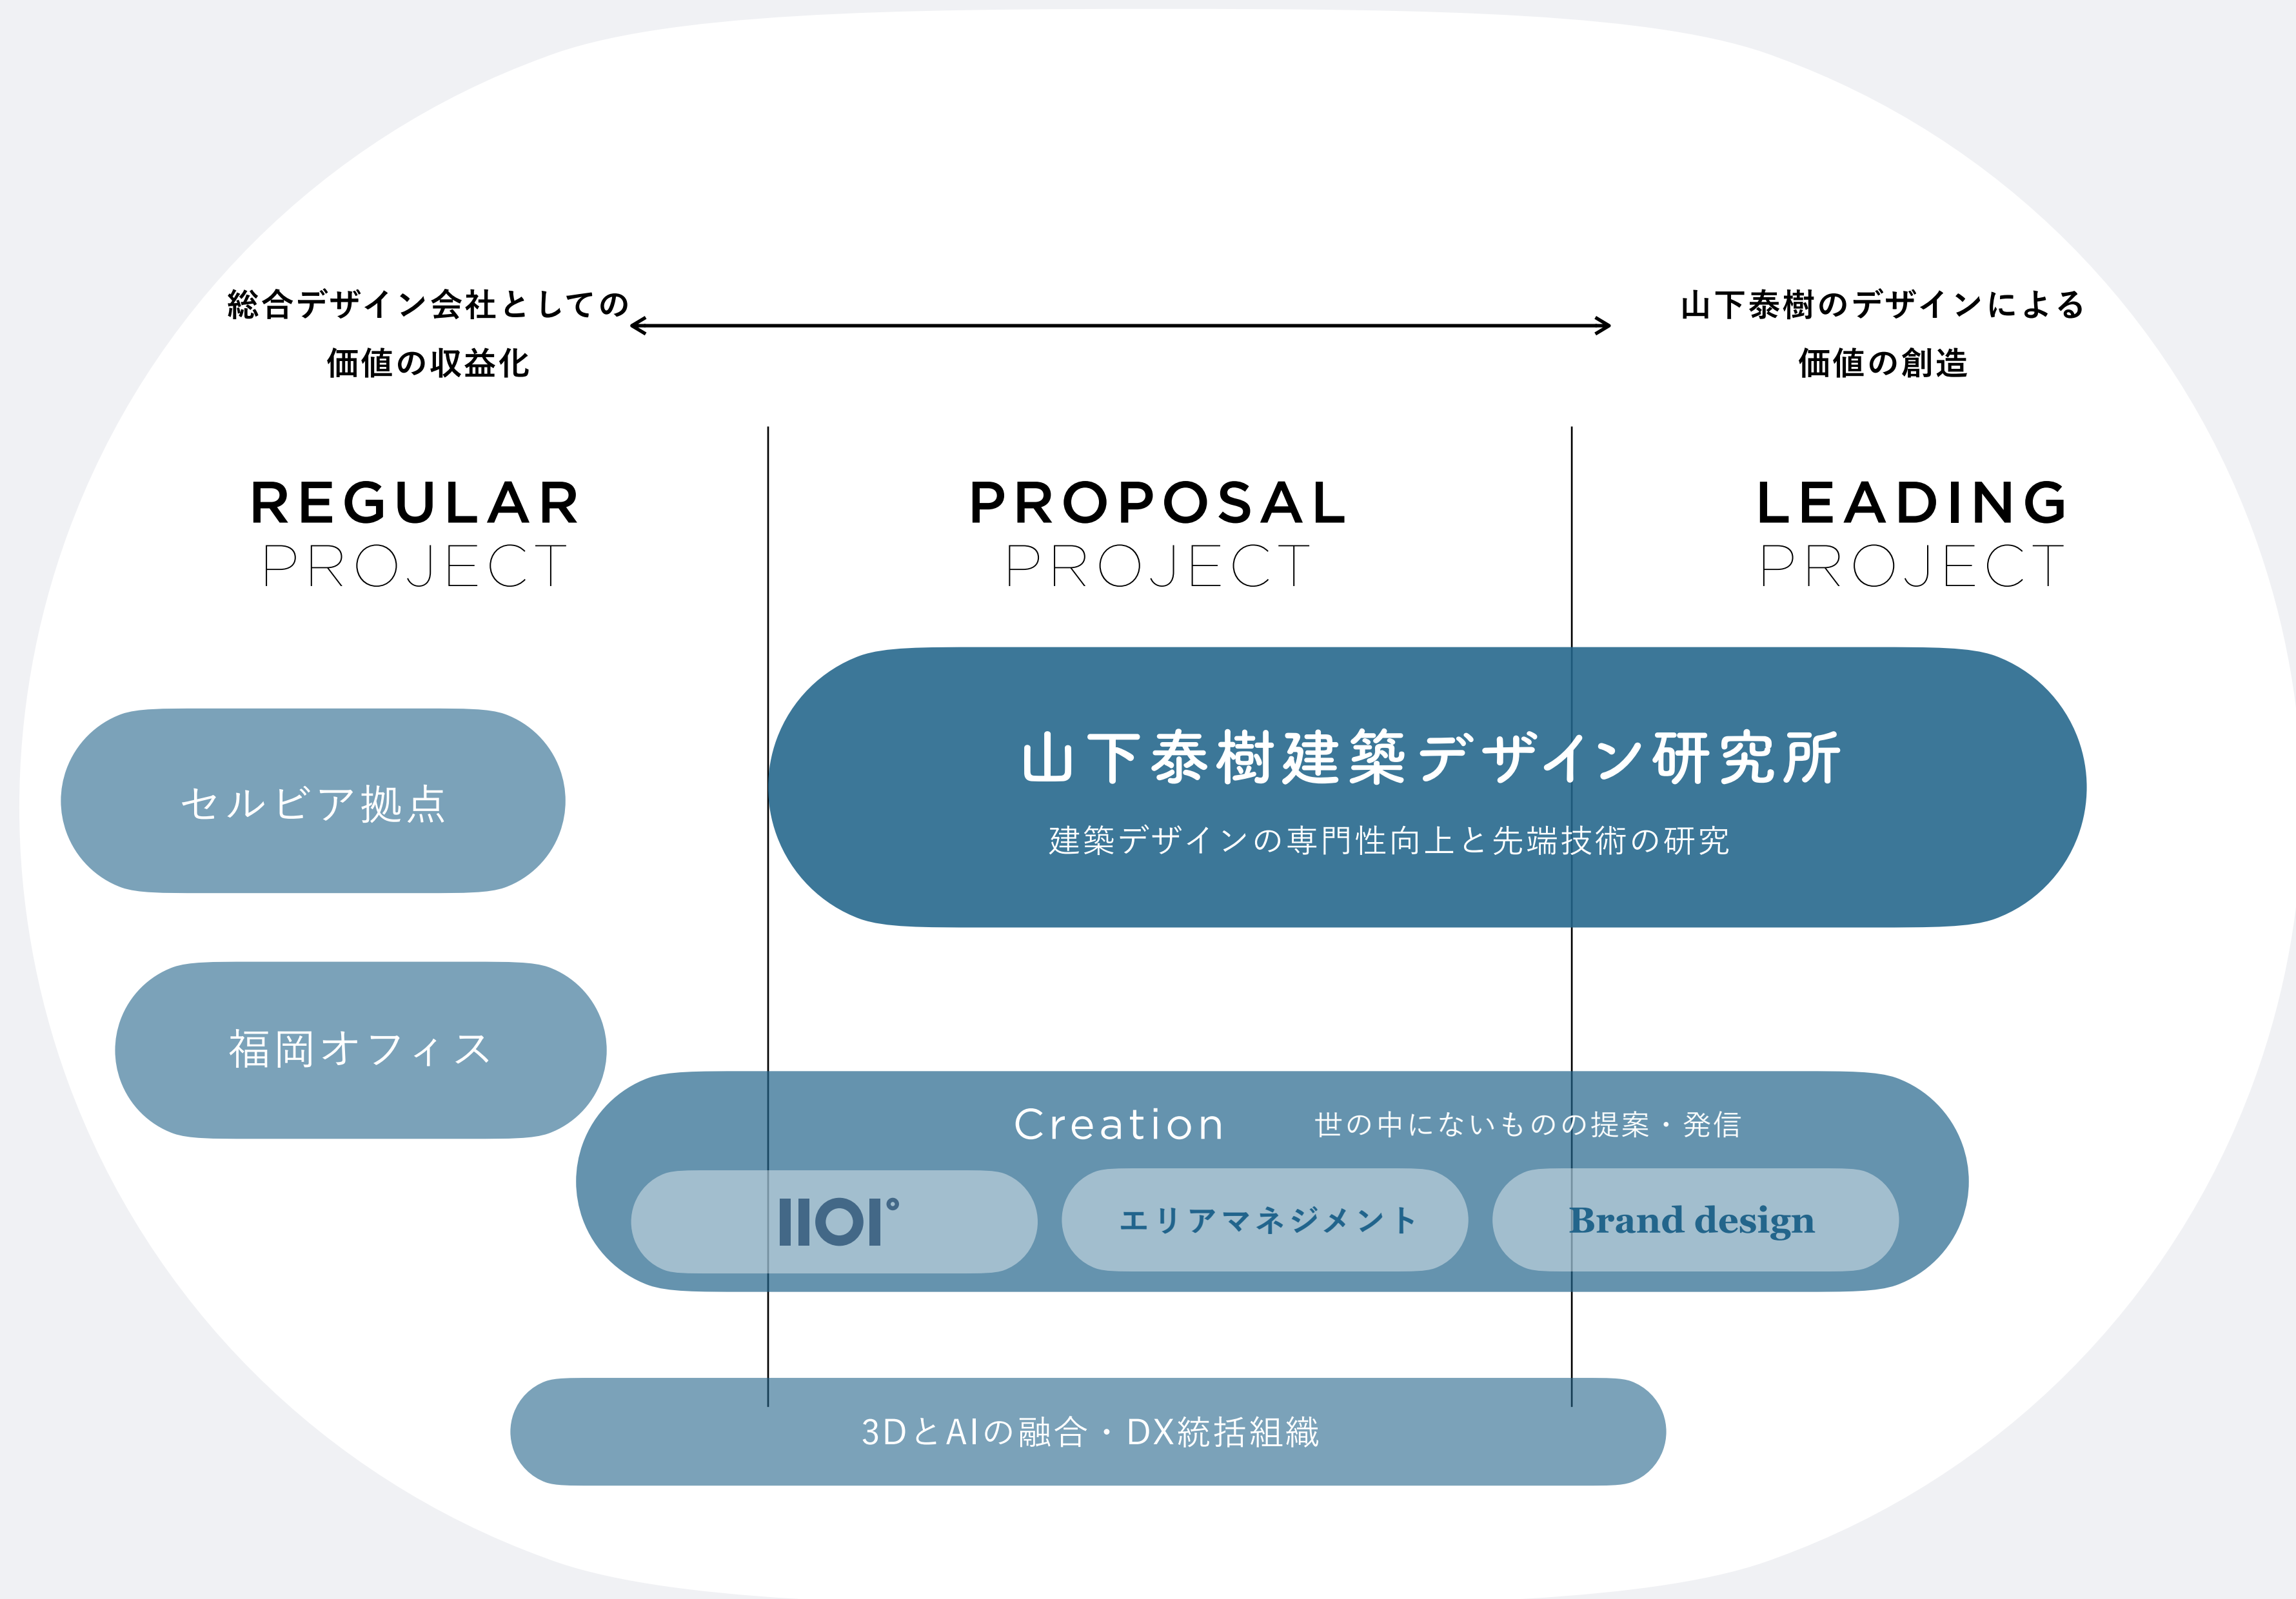 総合デザイン会社としての
価値の収益化
山下泰樹のデザインによる
価値の創造
REGULAR
PROJECT
PROPOSAL
PROJECT
LEADING
PROJECT
山下泰樹建築デザイン研究所
建築デザインの専門性向上と先端技術の研究
セルビア拠点
福岡オフィス
Creation 世の中にないものの提案・発信
1101°
エリアマネジメント
Brand design
3DとAIの融合・DX統括組織